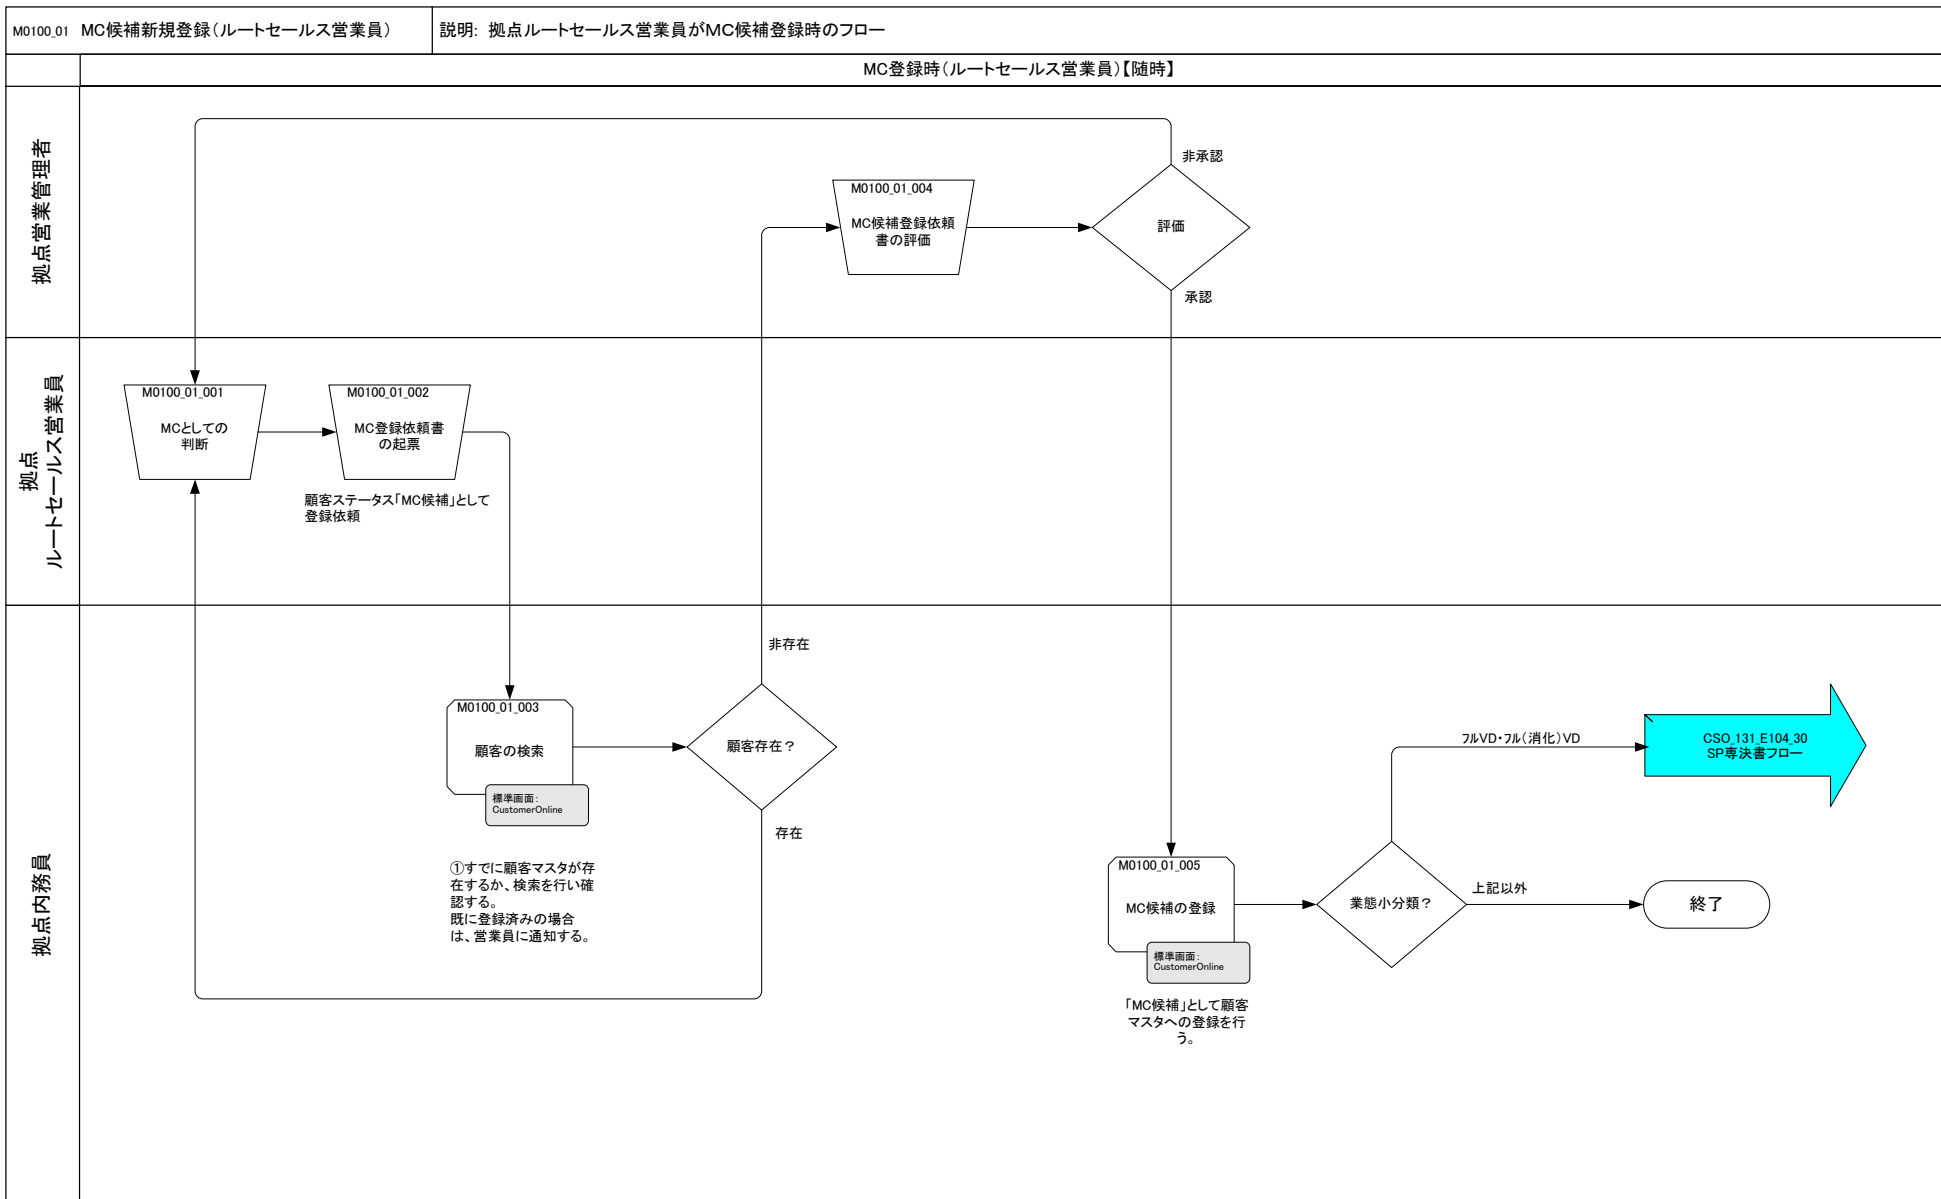 M0100_01 MC候補新規登録(ルートセールス営業員)
説明: 拠点ルートセールス営業員がMC候補登録時のフロー
MC登録時(ルートセールス営業員)【随時】
拠点営業管理者
非承認
M0100_01_004
MC候補登録依頼
書の評価
評価
承認
拠点
ルートセールス営業員
M0100_01_001
MCとしての
判断
M0100_01_002
MC登録依頼書
の起票
顧客ステータス「MC候補」として
登録依頼
拠点内務員
非存在
M0100_01_003
顧客の検索
標準画面:
CustomerOnline
顧客存在?
存在
①すでに顧客マスタが存
在するか、検索を行い確
認する。
既に登録済みの場合
は、営業員に通知する。
M0100_01_005
MC候補の登録
標準画面:
CustomerOnline
「MC候補」として顧客
マスタへの登録を行
う。
業態小分類?
フルVD・フル(消化)VD
CSO_131_E104_30
SP専決書フロー
上記以外
終了